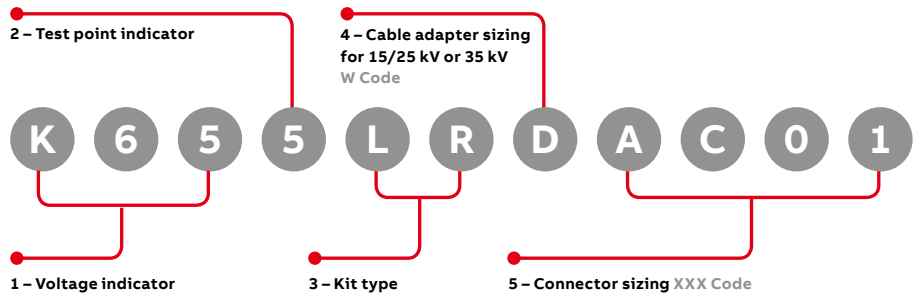 2 – Test point indicator
4 – Cable adapter sizing
for 15/25 kV or 35 kV
W Code
K 6 5 5 L R D A C 0 1
1 – Voltage indicator
3 – Kit type
5 – Connector sizing XXX Code